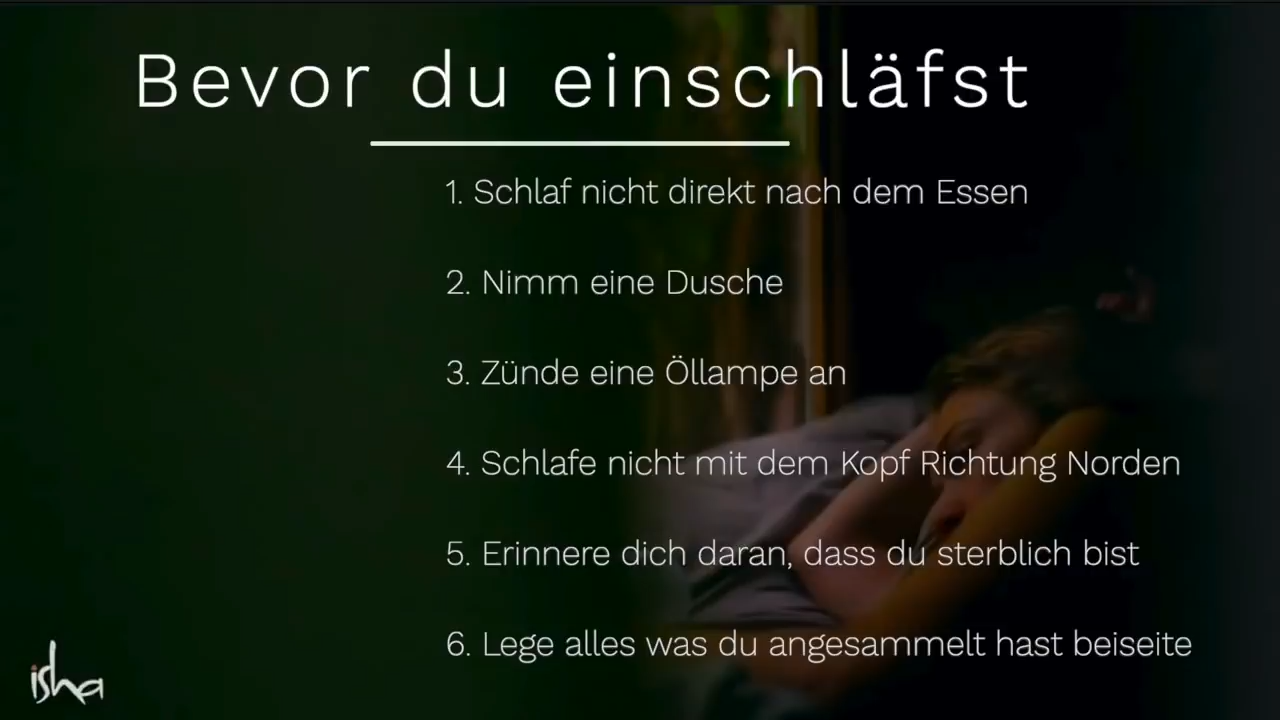 Bevor du einschläfst
1. Schlaf nicht direkt nach dem Essen
2. Nimm eine Dusche
3. Zünde eine Öllampe an
4. Schlafe nicht mit dem Kopf Richtung Norden
5. Erinnere dich daran, dass du sterblich bist
6. Lege alles was du angesammelt hast beiseite
isha